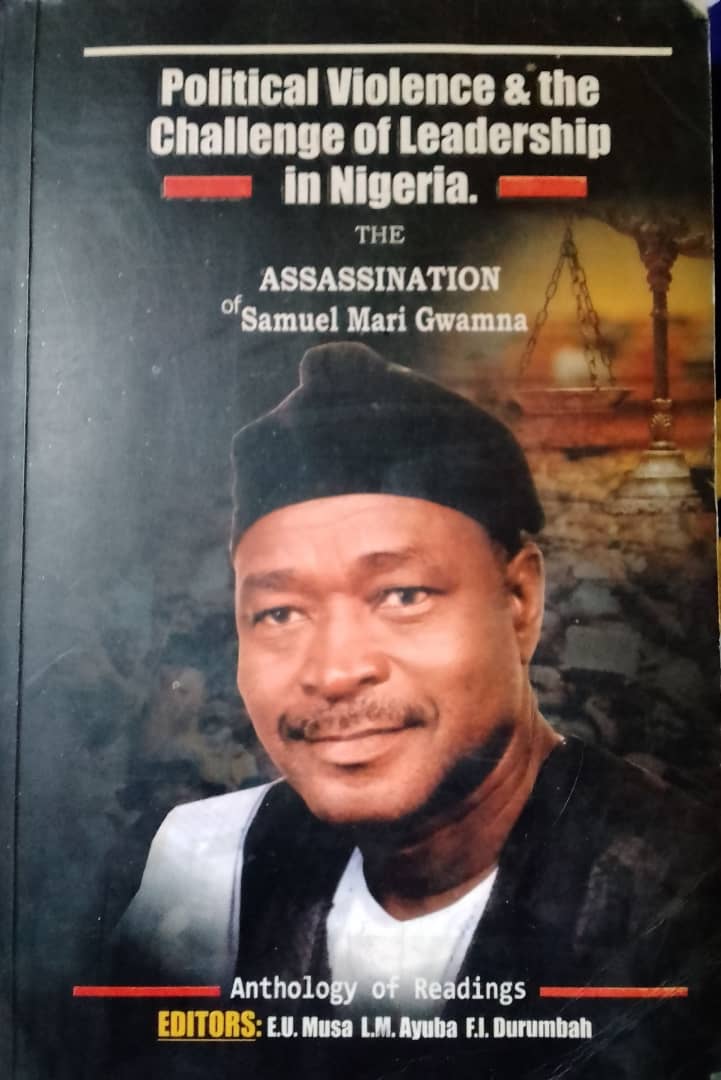 Political Violence & the
Challenge of Leadership
in Nigeria.
THE
ASSASSINATION
of Samuel Mari Gwamna
Anthology of Readings
EDITORS: E.U. Musa L.M. Ayuba F.I. Durumbah